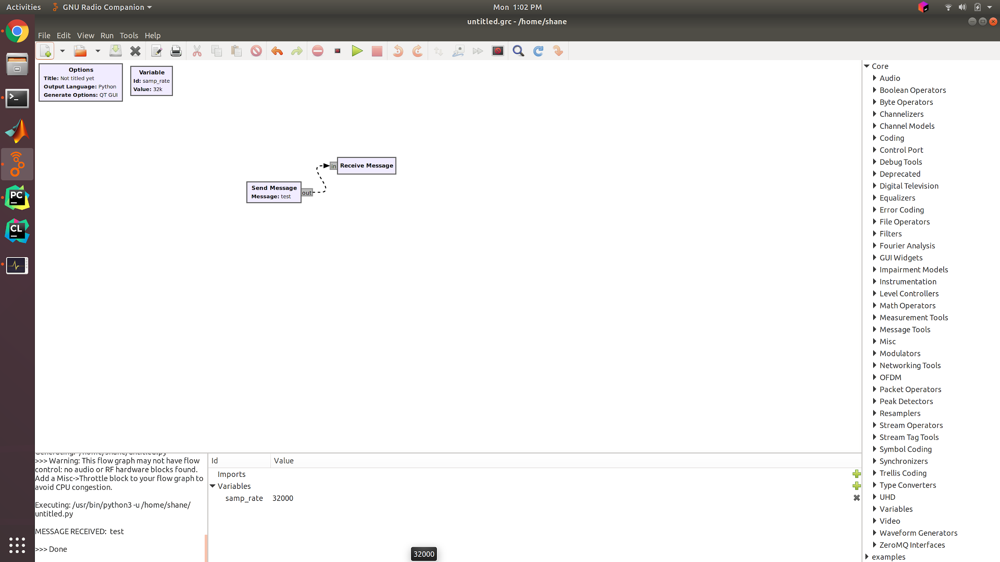 Activities
GNU Radio Companion
Mon 1:02 PM
untitled.grc - /home/shane
File Edit View Run Tools Help
Options
Title: Not titled yet
Output Language: Python
Generate Options: QT GUI
Variable
Id: samp_rate
Value: 32k
in
Receive Message
Send Message
Message: test
out
PC
CL
Core
Audio
Boolean Operators
Byte Operators
Channelizers
Channel Models
Coding
Control Port
Debug Tools
Deprecated
Digital Television
Equalizers
Error Coding
File Operators
Filters
Fourier Analysis
GUI Widgets
Impairment Models
Instrumentation
Level Controllers
Math Operators
Measurement Tools
Message Tools
Misc
Modulators
Networking Tools
OFDM
Packet Operators
Peak Detectors
Resamplers
Stream Operators
Stream Tag Tools
Symbol Coding
Synchronizers
Trellis Coding
Type Converters
UHD
Variables
Video
Waveform Generators
ZeroMQ Interfaces
examples
Generating: '/home/shane/untitled.py'
>>> Warning: This flow graph may not have flow
control: no audio or RF hardware blocks found.
Add a Misc->Throttle block to your flow graph to
avoid CPU congestion.
Executing: /usr/bin/python3 -u /home/shane/
untitled.py
MESSAGE RECEIVED: test
>>> Done
Id Value
Imports
Variables
samp_rate 32000
32000